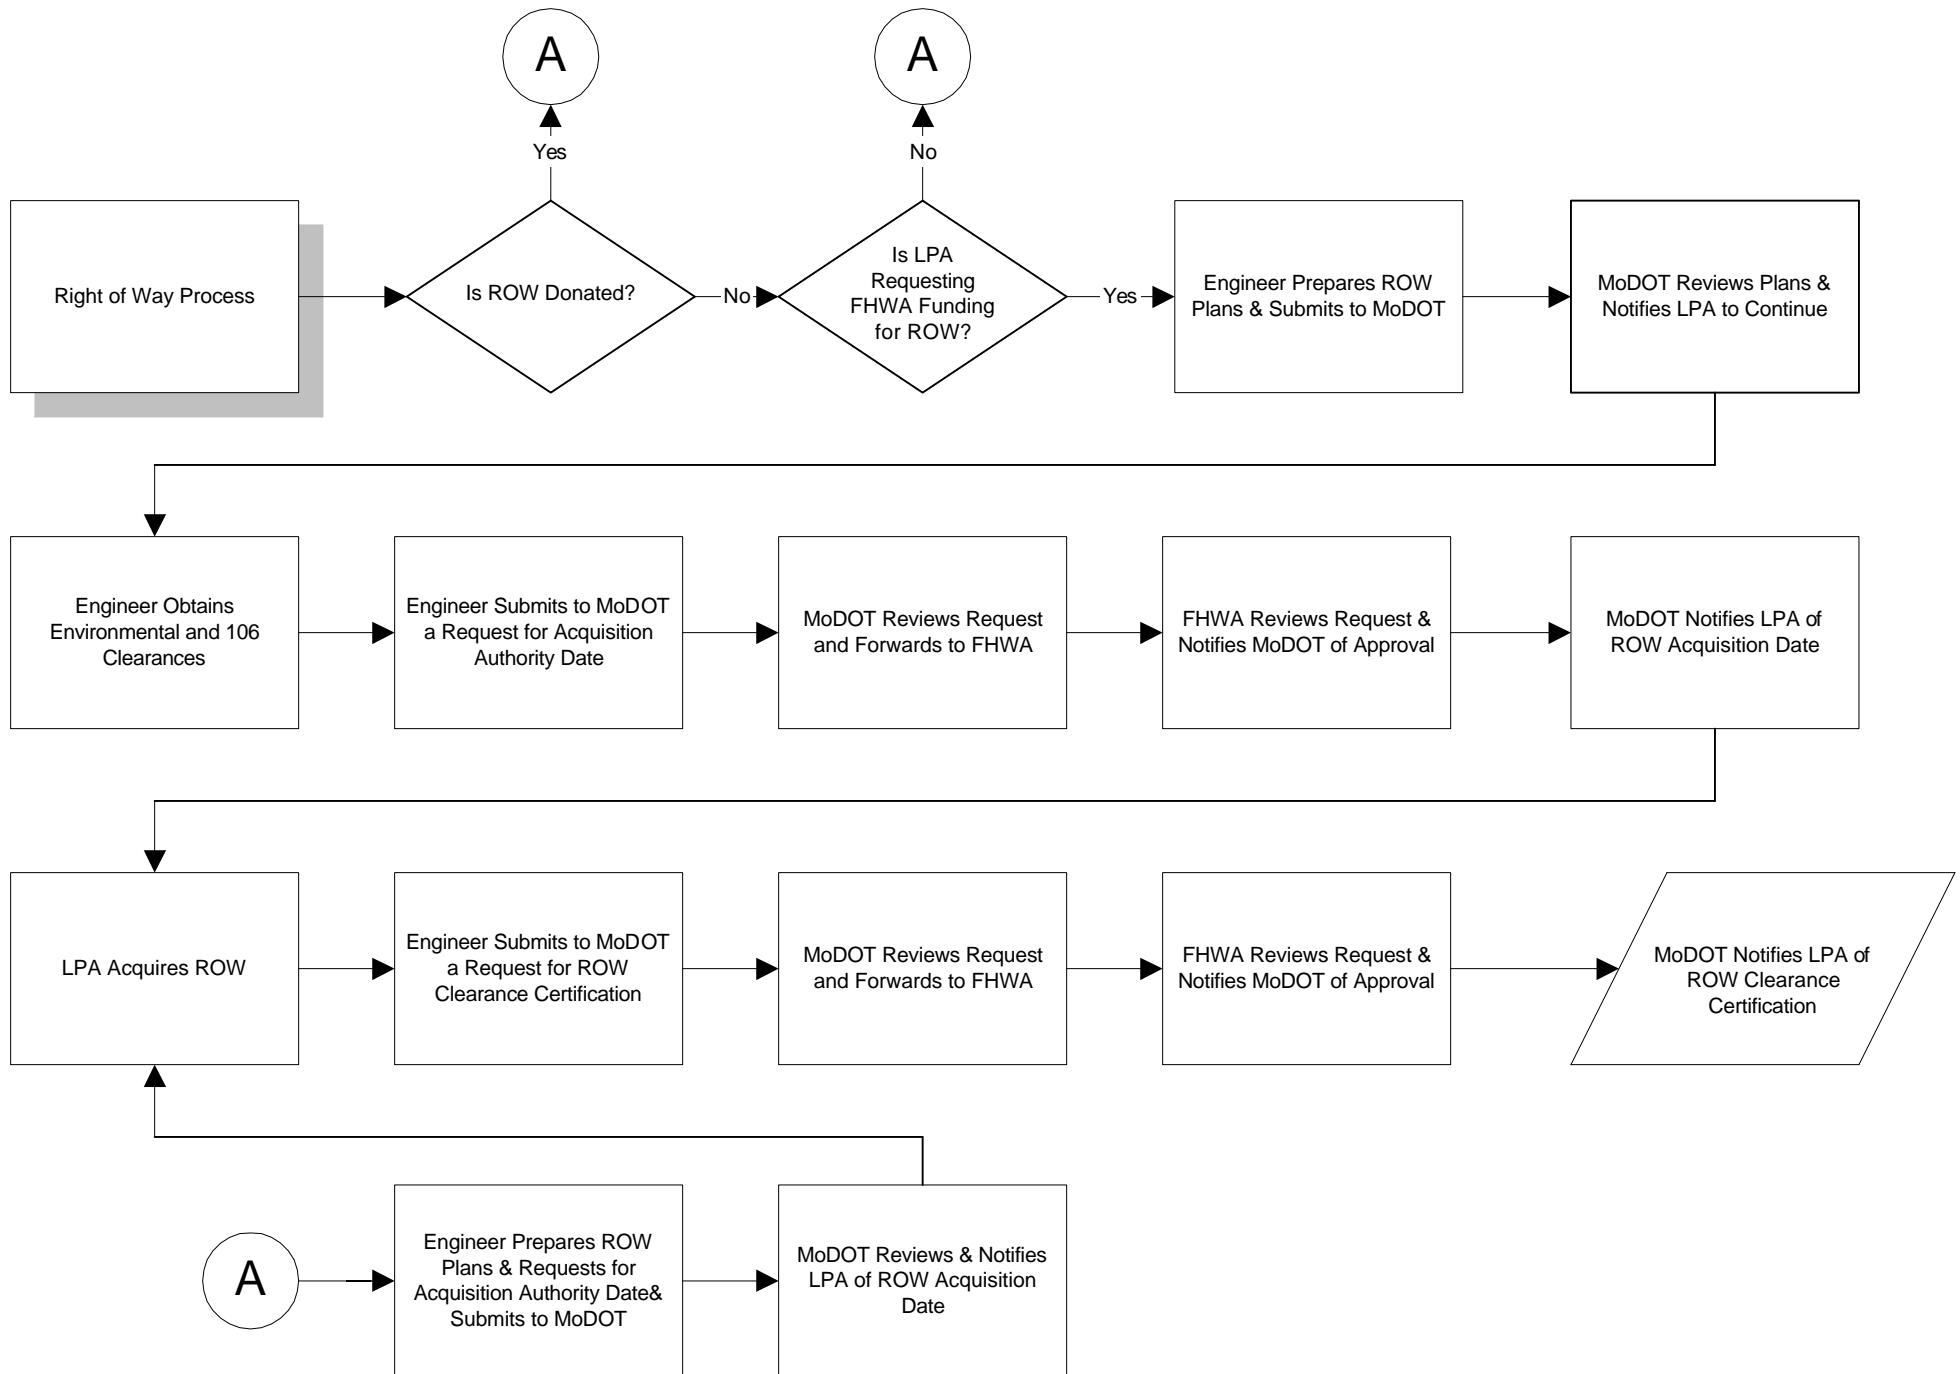 A
A
Yes
No
Right of Way Process
Is ROW Donated?
No
Is LPA
Requesting
FHWA Funding
for ROW?
Yes
Engineer Prepares ROW
Plans & Submits to MoDOT
MoDOT Reviews Plans &
Notifies LPA to Continue
Engineer Obtains
Environmental and 106
Clearances
Engineer Submits to MoDOT
a Request for Acquisition
Authority Date
MoDOT Reviews Request
and Forwards to FHWA
FHWA Reviews Request &
Notifies MoDOT of Approval
MoDOT Notifies LPA of
ROW Acquisition Date
LPA Acquires ROW
Engineer Submits to MoDOT
a Request for ROW
Clearance Certification
MoDOT Reviews Request
and Forwards to FHWA
FHWA Reviews Request &
Notifies MoDOT of Approval
MoDOT Notifies LPA of
ROW Clearance
Certification
A
Engineer Prepares ROW
Plans & Requests for
Acquisition Authority Date&
Submits to MoDOT
MoDOT Reviews & Notifies
LPA of ROW Acquisition
Date